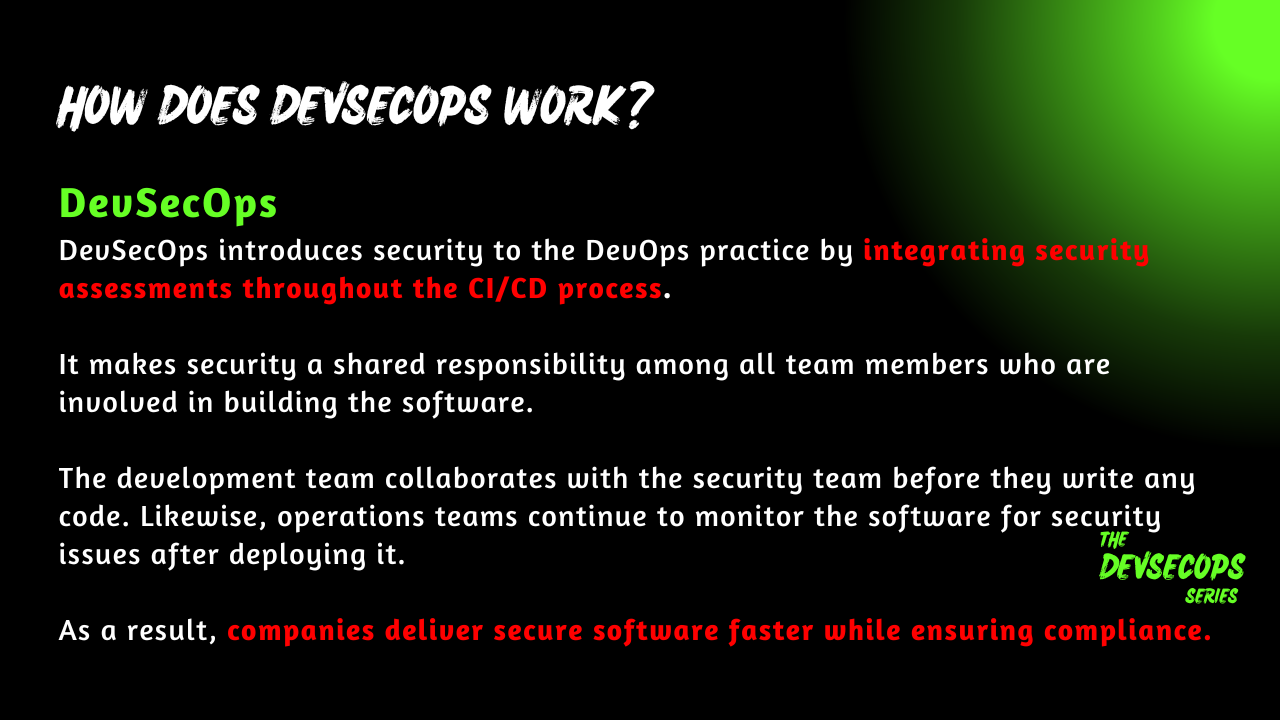 HOW DOES DEVSECOPS WORK?
DevSecOps
DevSecOps introduces security to the DevOps practice by integrating security
assessments throughout the CI/CD process.
It makes security a shared responsibility among all team members who are
involved in building the software.
The development team collaborates with the security team before they write any
code. Likewise, operations teams continue to monitor the software for security
issues after deploying it.
THE
DEVSECOPS
SERIES
As a result, companies deliver secure software faster while ensuring compliance.